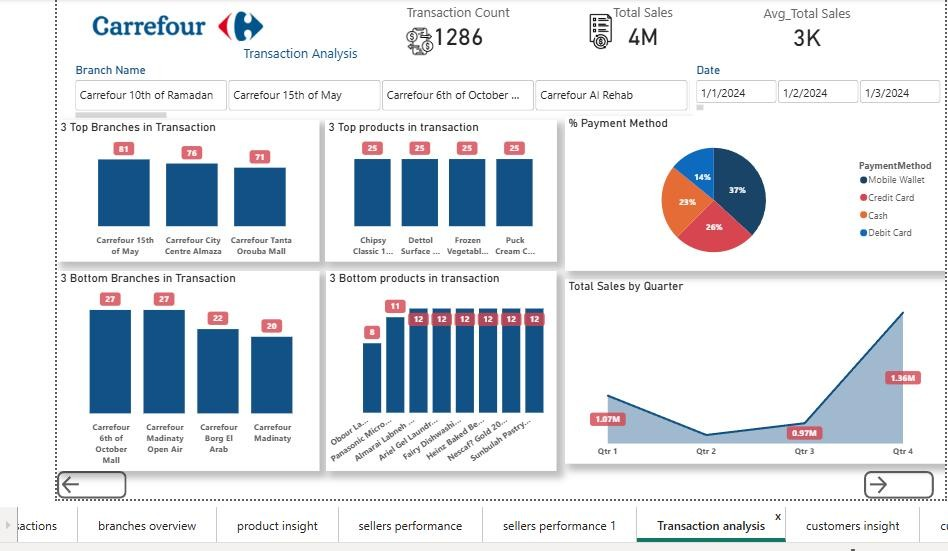 Carrefour
Transaction Analysis
Transaction Count
1286
Total Sales
4M
Avg_Total Sales
3K
Branch Name
Carrefour 10th of Ramadan
Carrefour 15th of May
Carrefour 6th of October ...
Carrefour Al Rehab
Date
1/1/2024
1/2/2024
1/3/2024
3 Top Branches in Transaction
81
76
71
Carrefour 15th
of May
Carrefour City
Centre Almaza
Carrefour Tanta
Orouba Mall
3 Top products in transaction
25
25
25
25
Chipsy
Classic 1...
Dettol
Surface ...
Frozen
Vegetabl...
Puck
Cream C...
% Payment Method
14%
37%
23%
26%
PaymentMethod
Mobile Wallet
Credit Card
Cash
Debit Card
3 Bottom Branches in Transaction
27
27
22
20
Carrefour
6th of
October
Mall
Carrefour
Madinaty
Open Air
Carrefour
Borg El
Arab
Carrefour
Madinaty
3 Bottom products in transaction
8
11
12
12
12
12
12
12
Obour La...
Panasonic Micro...
Almarai Labneh ...
Ariel Gel Laundr...
Fairy Dishwashi...
Heinz Baked Be...
Nescaf? Gold 20...
Sunbulah Pastry...
Total Sales by Quarter
1.07M
0.97M
1.36M
Qtr 1
Qtr 2
Qtr 3
Qtr 4
sactions
branches overview
product insight
sellers performance
sellers performance 1
Transaction analysis
x
customers insight